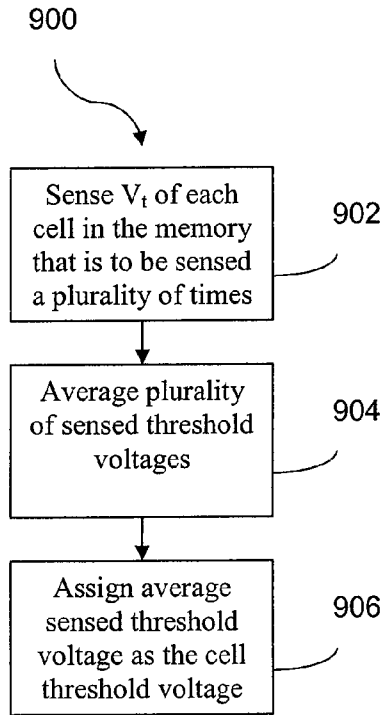 900
Sense Vt of each
cell in the memory
that is to be sensed
a plurality of times
902
Average plurality
of sensed threshold
voltages
904
Assign average
sensed threshold
voltage as the cell
threshold voltage
906